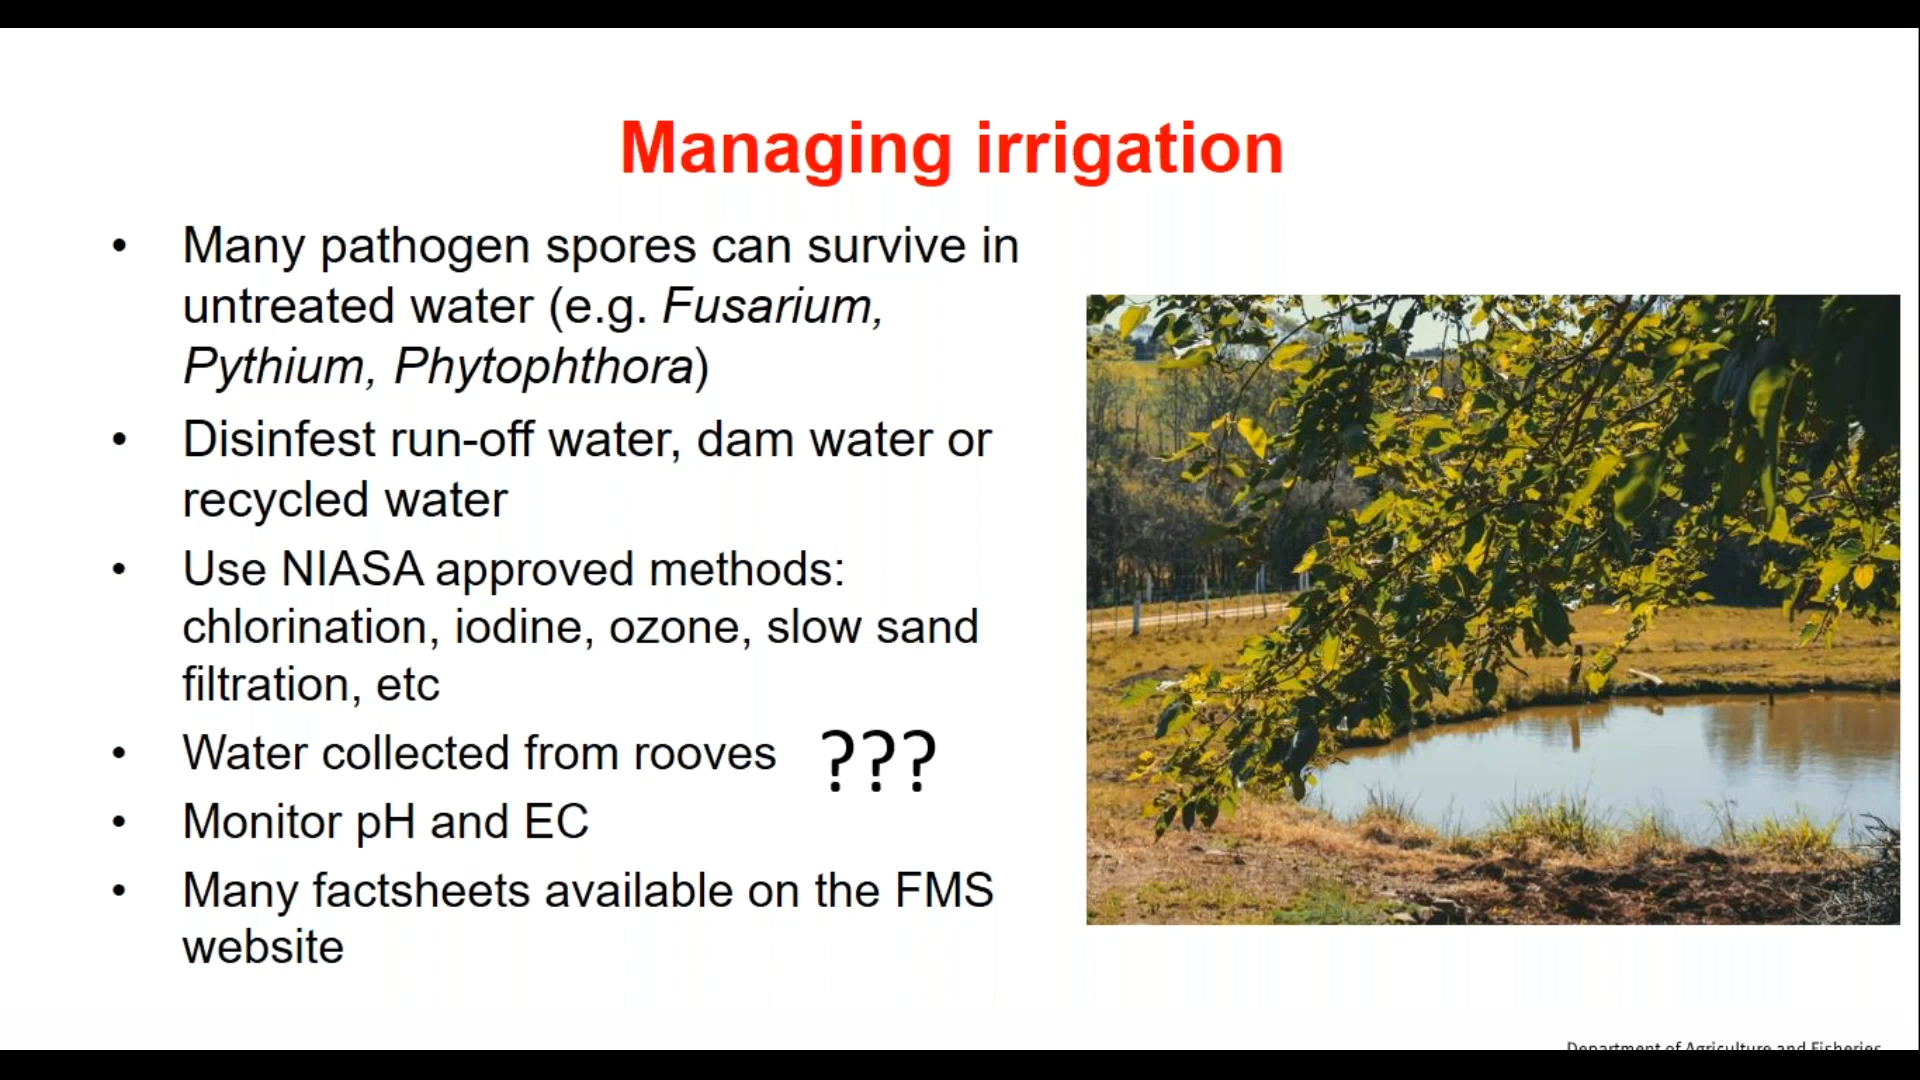 Managing irrigation
• Many pathogen spores can survive in
untreated water (e.g. Fusarium,
Pythium, Phytophthora)
• Disinfest run-off water, dam water or
recycled water
• Use NIASA approved methods:
chlorination, iodine, ozone, slow sand
filtration, etc
• Water collected from rooves ???
• Monitor pH and EC
• Many factsheets available on the FMS
website
Department of Agriculture and Fisheries